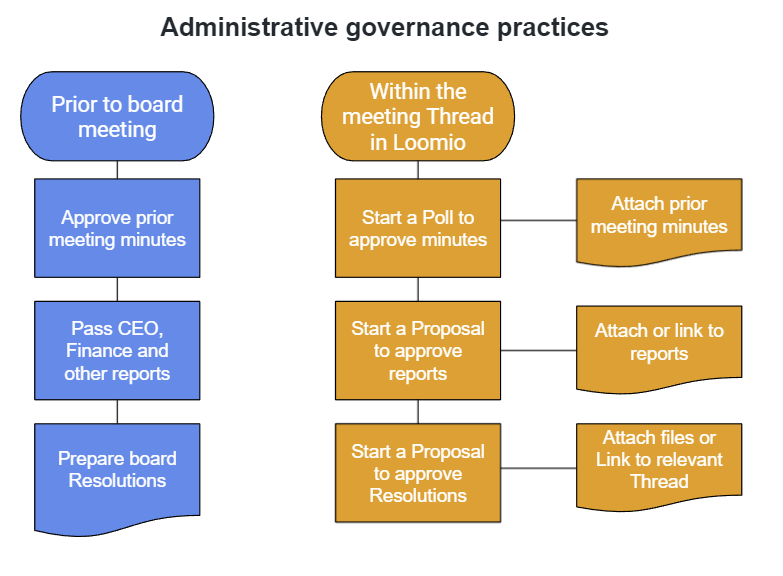 Administrative governance practices
Prior to board
meeting
Approve prior
meeting minutes
Pass CEO,
Finance and
other reports
Prepare board
Resolutions
Within the
meeting Thread
in Loomio
Start a Poll to
approve minutes
Attach prior
meeting minutes
Start a Proposal
to approve
reports
Attach or link to
reports
Start a Proposal
to approve
Resolutions
Attach files or
Link to relevant
Thread